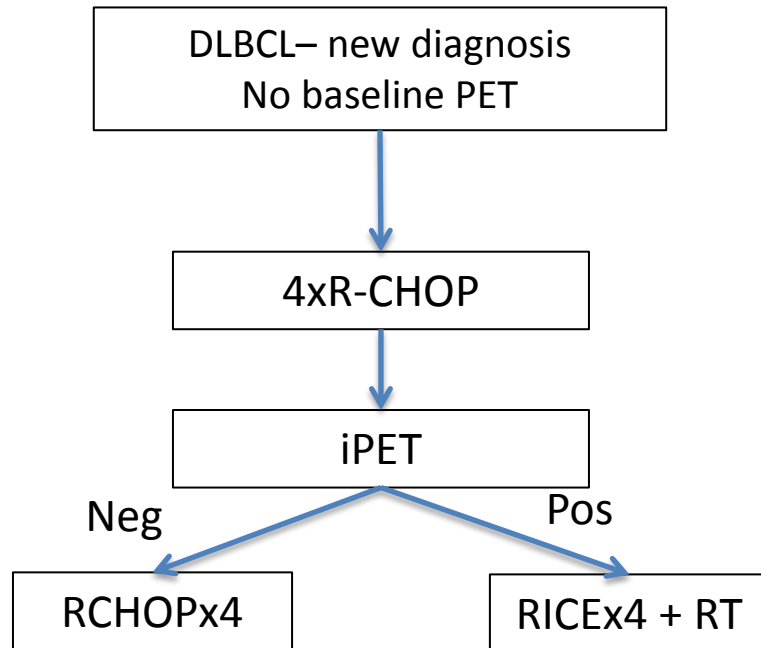 DLBCL– new diagnosis
No baseline PET
4xR-CHOP
iPET
Neg
Pos
RCHOPx4
RICEx4 + RT